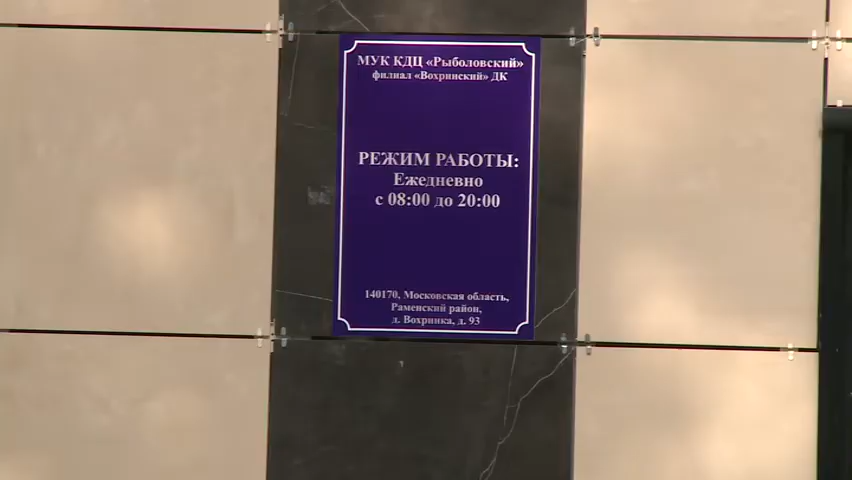 МУК КДЦ «Рыболовский»
филиал «Вохринский» ДК
РЕЖИМ РАБОТЫ:
Ежедневно
с 08:00 до 20:00
140170, Московская область,
Раменский район,
д. Вохринка, д. 93